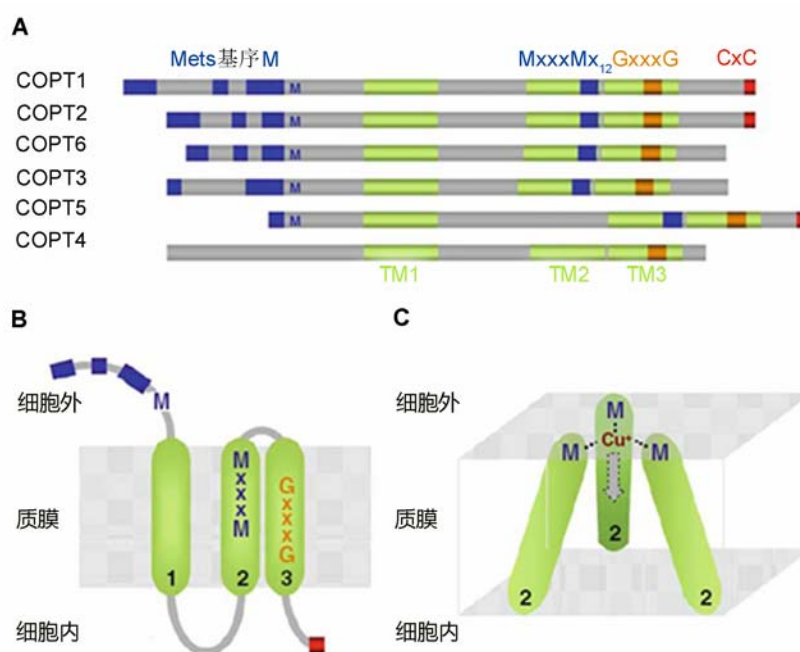 A
Mets基序M MxxxMx12GxxxG CxC
COPT1
M
COPT2
M
COPT6
M
COPT3
M
COPT5
M
COPT4
TM1 TM2 TM3
B
细胞外
质膜
细胞内
M
MxxxM
GxxxG
1 2 3
C
细胞外
质膜
细胞内
M
M Cu+ M
2
2 2